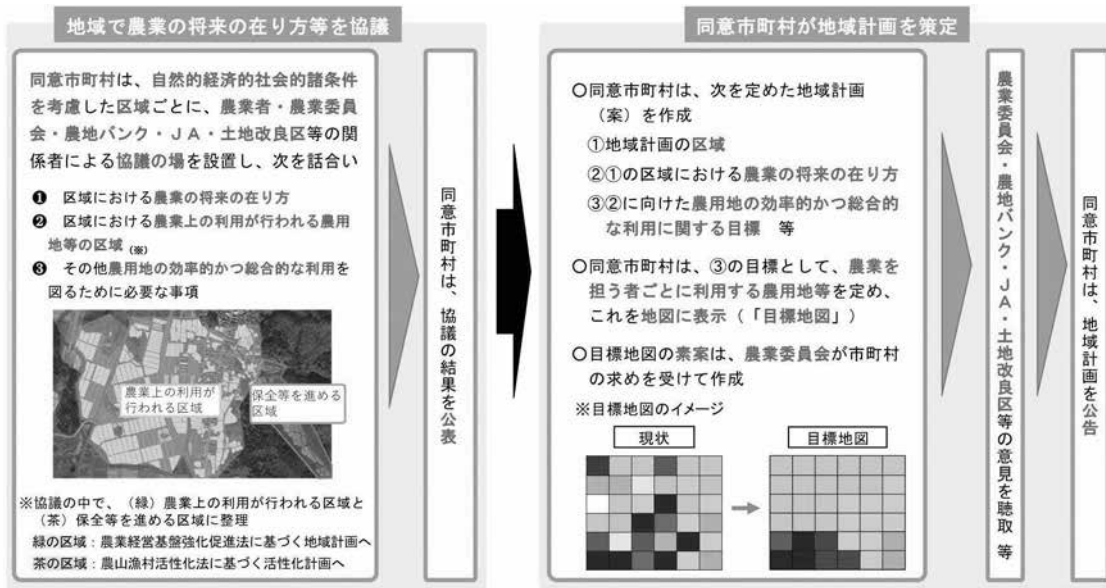 地域で農業の将来の在り方等を協議
同意市町村は、自然的経済的社会的諸条件
を考慮した区域ごとに、農業者・農業委員
会・農地バンク・ＪＡ・土地改良区等の関
係者による協議の場を設置し、次を話合い
❶ 区域における農業の将来の在り方
❷ 区域における農業上の利用が行われる農用
地等の区域（※）
❸ その他農用地の効率的かつ総合的な利用を
図るために必要な事項
農業上の利用が
行われる区域
保全等を進める
区域
※協議の中で、（緑）農業上の利用が行われる区域と
（茶）保全等を進める区域に整理
緑の区域：農業経営基盤強化促進法に基づく地域計画へ
茶の区域：農山漁村活性化法に基づく活性化計画へ
同意市町村は、協議の結果を公表
同意市町村が地域計画を策定
○同意市町村は、次を定めた地域計画
（案）を作成
①地域計画の区域
②①の区域における農業の将来の在り方
③②に向けた農用地の効率的かつ総合的
な利用に関する目標 等
○同意市町村は、③の目標として、農業を
担う者ごとに利用する農用地等を定め、
これを地図に表示（「目標地図」）
○目標地図の素案は、農業委員会が市町村
の求めを受けて作成
※目標地図のイメージ
現状
目標地図
農業委員会・農地バンク・ＪＡ・土地改良区等の意見を聴取 等
同意市町村は、地域計画を公告